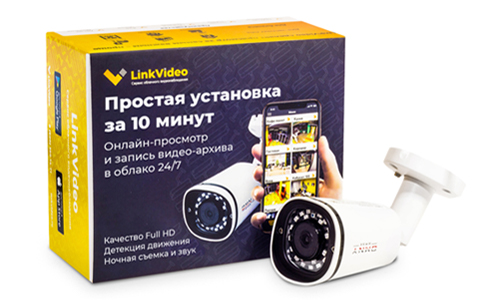 LinkVideo
Сервис облачного видеонаблюдения
Простая установка
за 10 минут
Онлайн-просмотр
и запись видео-архива
в облако 24/7
Качество Full HD
Детекция движения
Ночная съемка и звук
LinkVideo